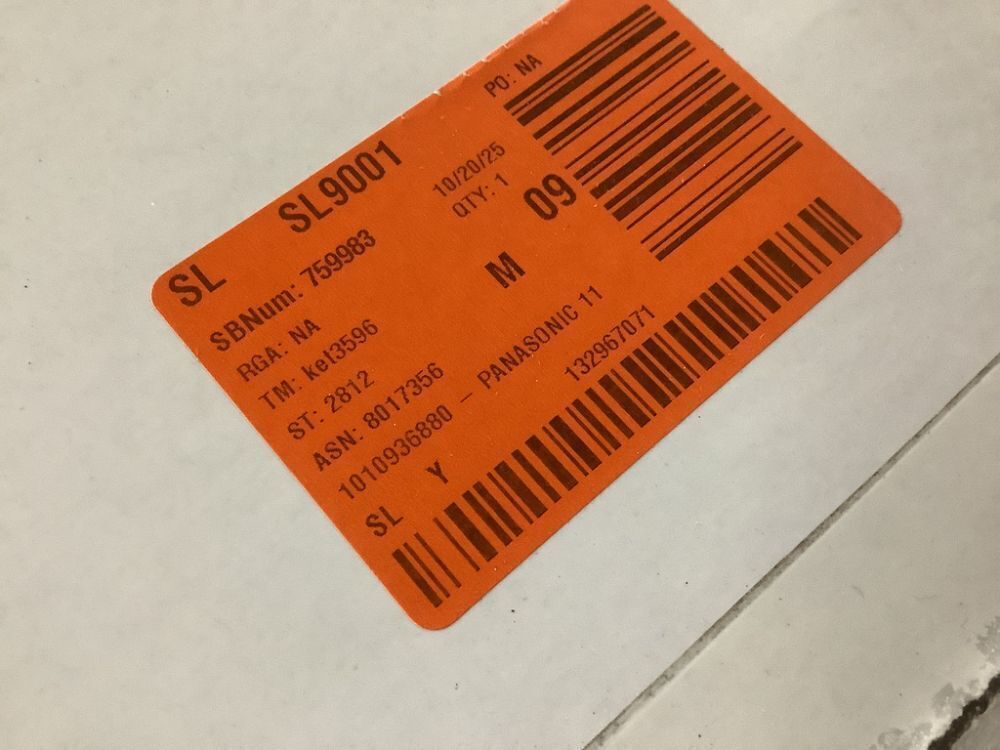 SL SL9001 PO: NA
SBNum: 759983 10/20/25
RGA: NA QTY: 1
TM: kel3596 M 09
ST: 2812
ASN: 8017356
1010936880 - PANASONIC 11
Y 132967071
SL